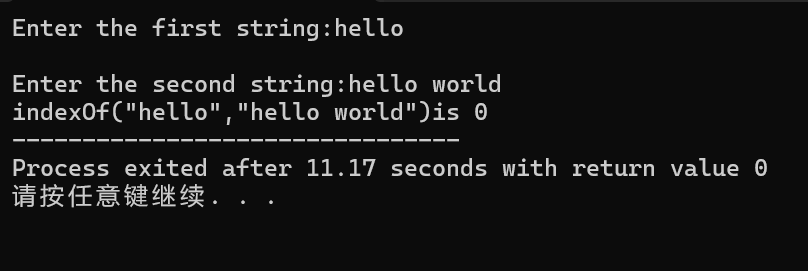 Enter the first string:hello
Enter the second string:hello world
indexOf("hello","hello world")is 0
--------------------------------
Process exited after 11.17 seconds with return value 0
请按任意键继续. . .